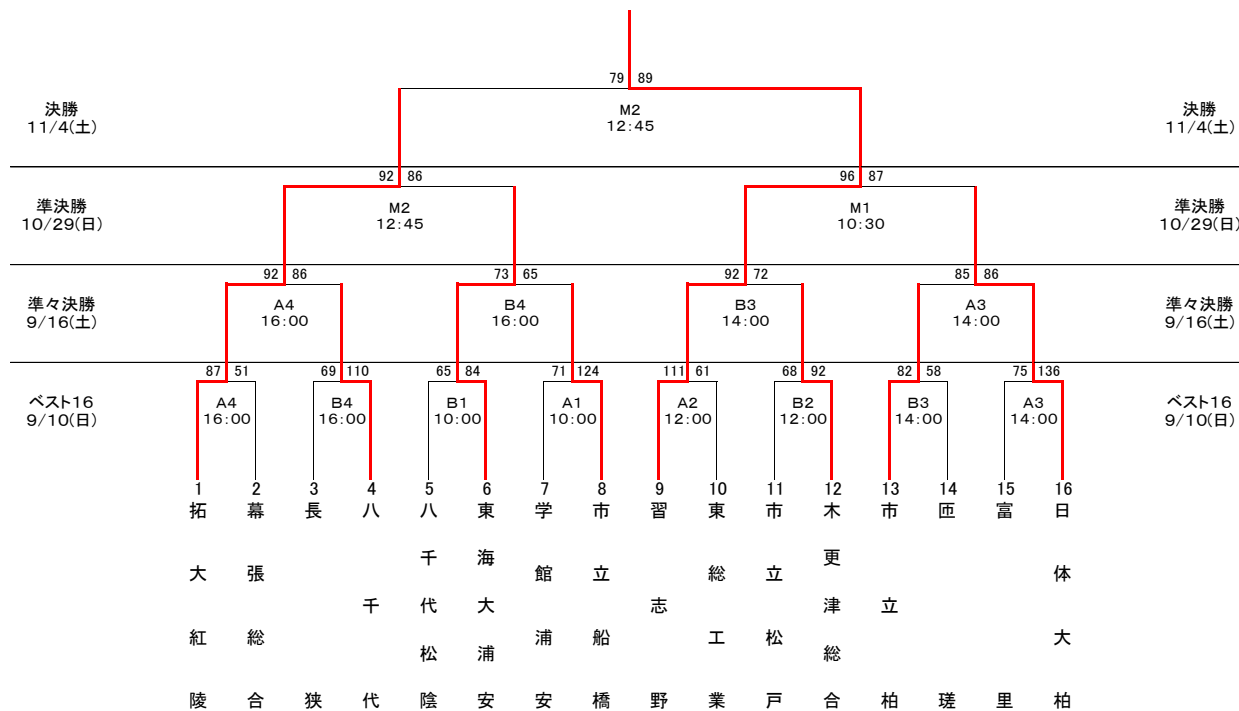 79 89
決勝
11/4(土)
M2
12:45
決勝
11/4(土)
92 86
96 87
準決勝
10/29(日)
M2
12:45
M1
10:30
準決勝
10/29(日)
92 86
73 65
92 72
85 86
準々決勝
9/16(土)
A4
16:00
B4
16:00
B3
14:00
A3
14:00
準々決勝
9/16(土)
87 51
69 110
65 84
71 124
111 61
68 92
82 58
75 136
ベスト16
9/10(日)
A4
16:00
B4
16:00
B1
10:00
A1
10:00
A2
12:00
B2
12:00
B3
14:00
A3
14:00
ベスト16
9/10(日)
1 2 3 4 5 6 7 8 9 10 11 12 13 14 15 16
拓大紅陵
幕張総合
長狭
八千代
八千代松陰
東海大浦安
学館浦安
市立船橋
習志野
東総工業
市立松戸
木更津総合
市立柏
匝瑳
富里
日体大柏